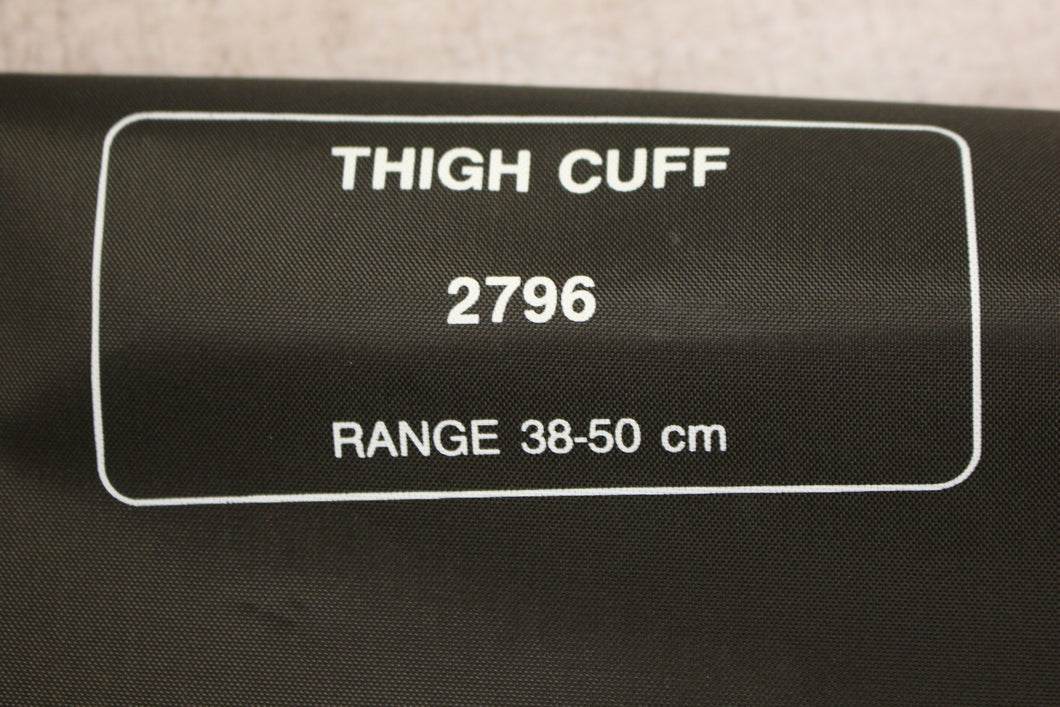 THIGH CUFF
2796
RANGE 38-50 cm